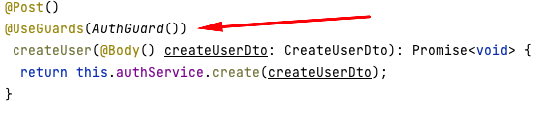 @Post()
@UseGuards(AuthGuard())
createUser(@Body() createUserDto: CreateUserDto): Promise<void> {
return this.authService.create(createUserDto);
}